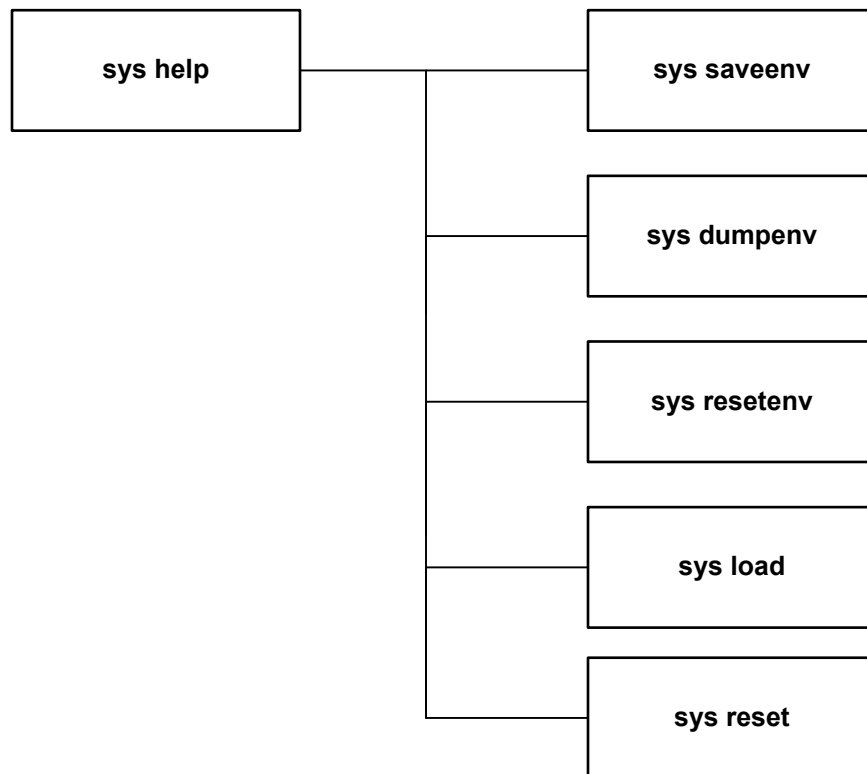 sys help
sys saveenv
sys dumpenv
sys resetenv
sys load
sys reset